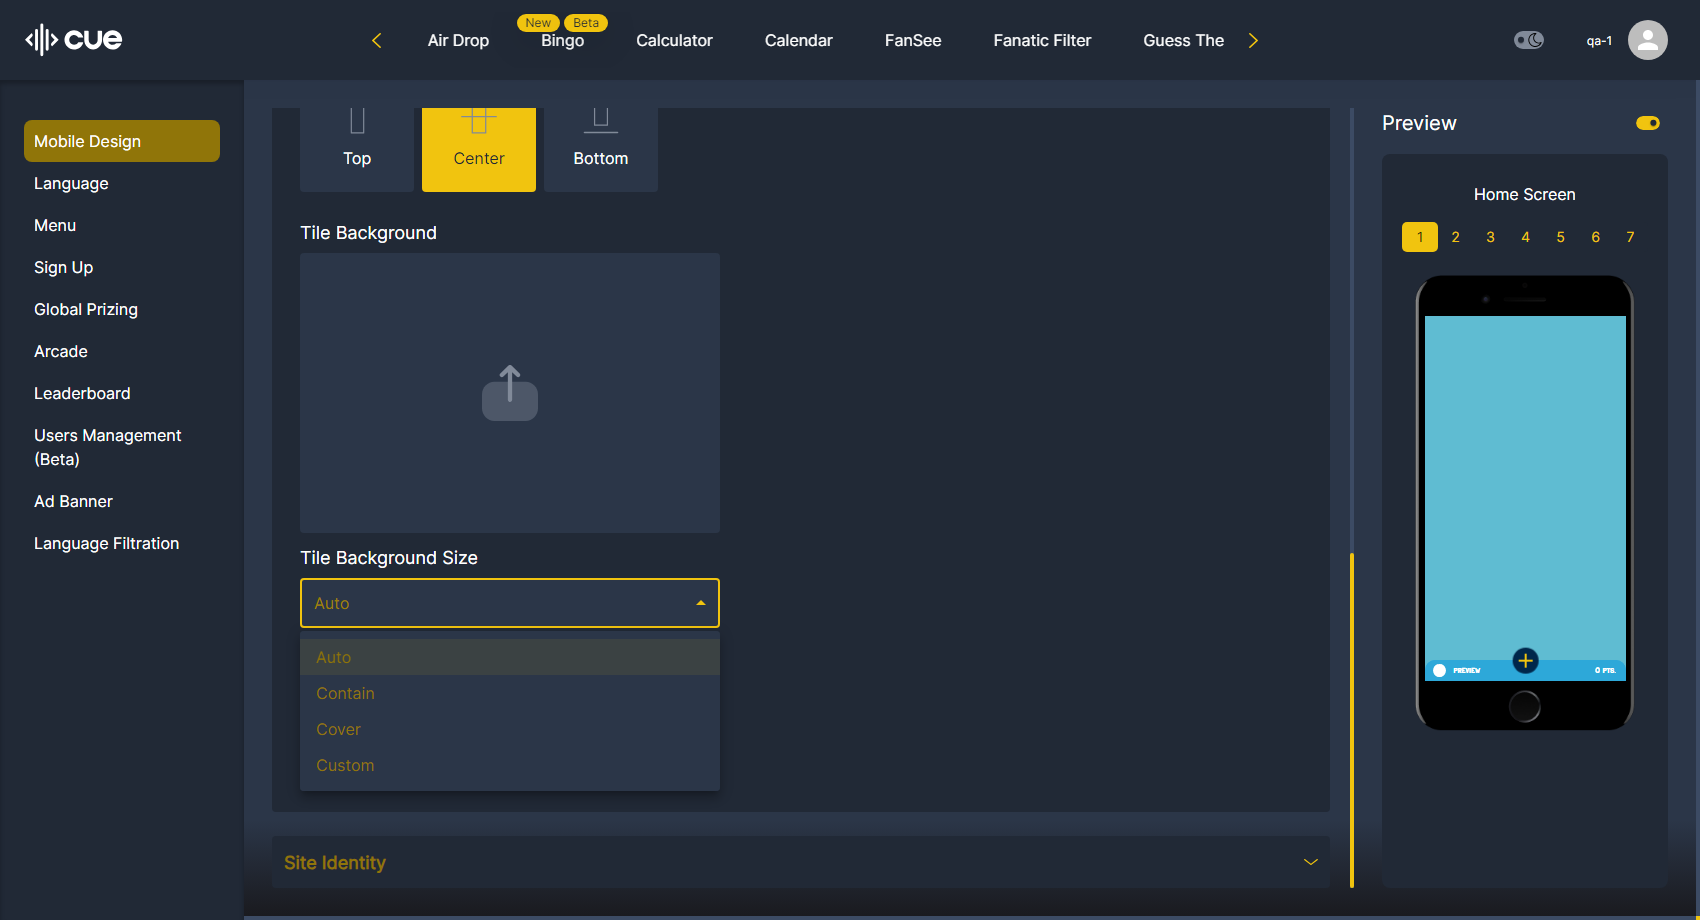 cue
Air Drop
New
Beta
Bingo
Calculator
Calendar
FanSee
Fanatic Filter
Guess The
qa-1
Mobile Design
Language
Menu
Sign Up
Global Prizing
Arcade
Leaderboard
Users Management
(Beta)
Ad Banner
Language Filtration
Top
Center
Bottom
Tile Background
Tile Background Size
Auto
Auto
Contain
Cover
Custom
Site Identity
Preview
Home Screen
1 2 3 4 5 6 7
PREVIEW
0 PTS.